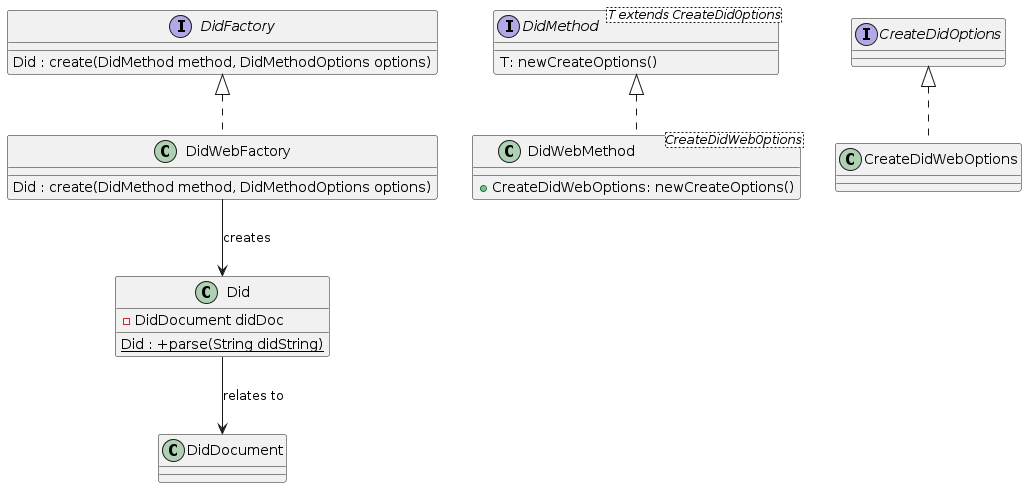 I DidFactory
Did : create(DidMethod method, DidMethodOptions options)
I DidMethod
T extends CreateDidOptions
T: newCreateOptions()
I CreateDidOptions
C DidWebFactory
Did : create(DidMethod method, DidMethodOptions options)
C DidWebMethod
CreateDidWebOptions
CreateDidWebOptions: newCreateOptions()
C CreateDidWebOptions
creates
C Did
DidDocument didDoc
Did : +parse(String didString)
relates to
C DidDocument